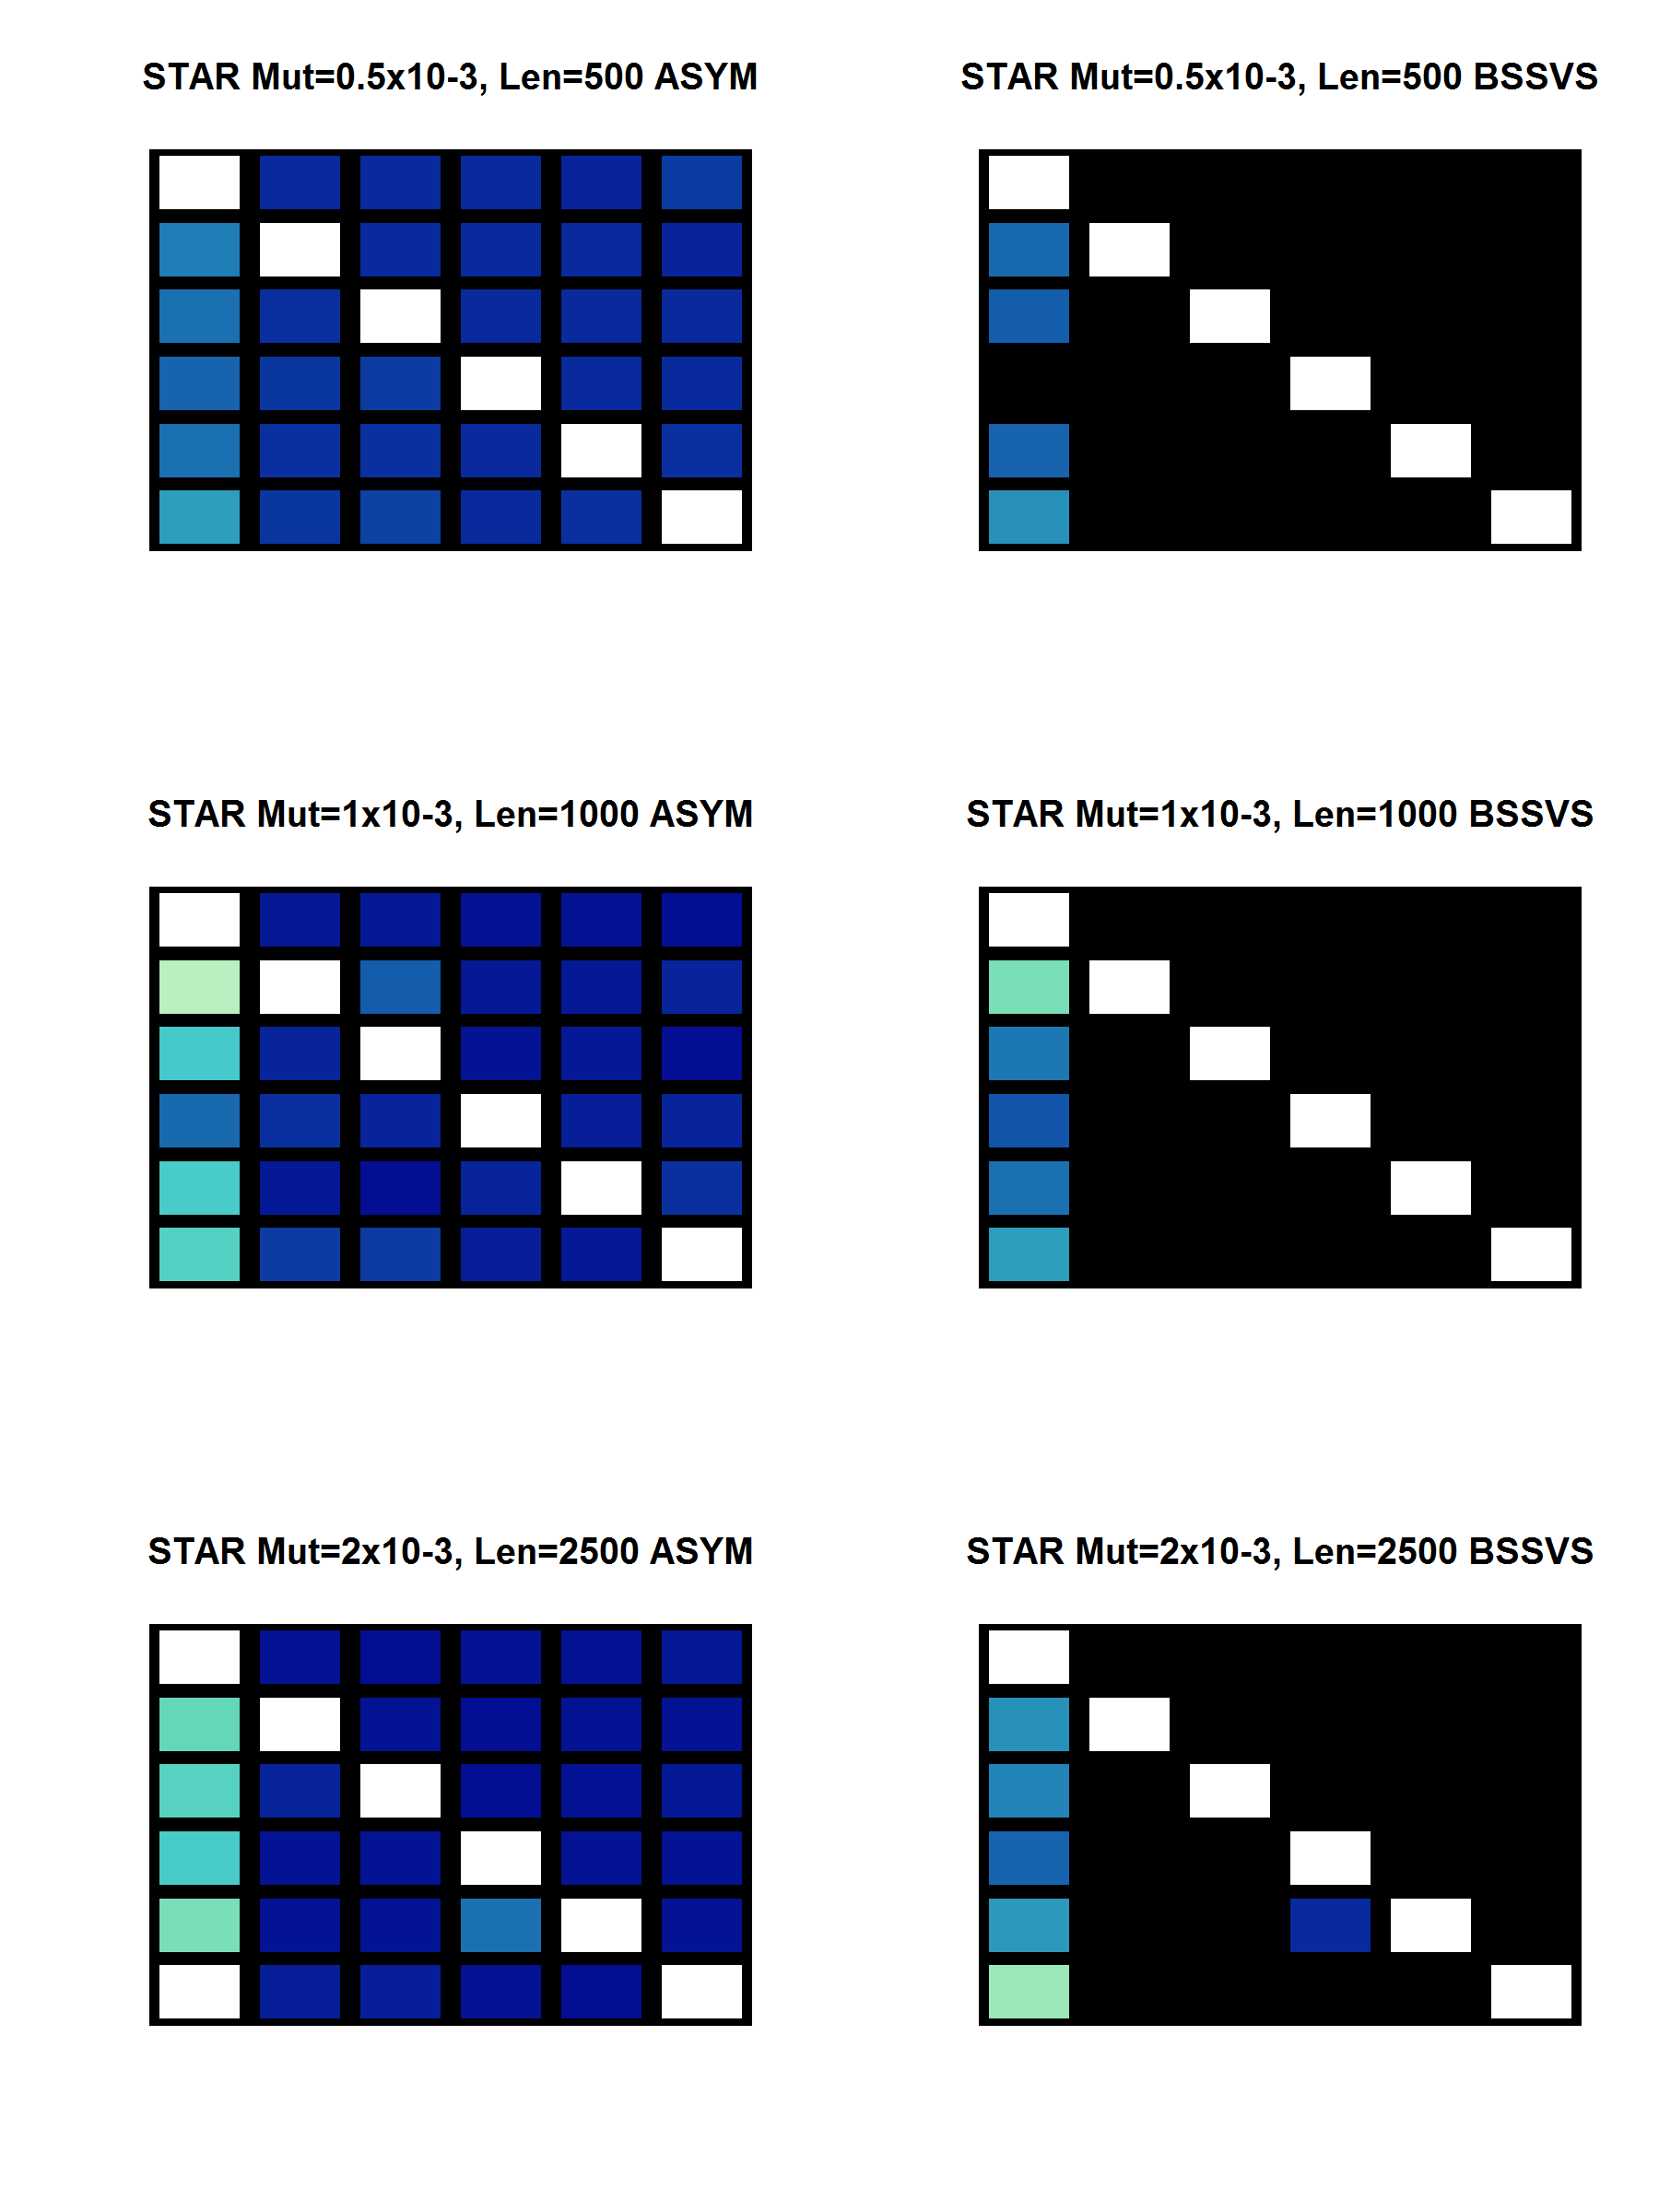 STAR Mut=0.5x10-3, Len=500 ASYM
STAR Mut=0.5x10-3, Len=500 BSSVS
STAR Mut=1x10-3, Len=1000 ASYM
STAR Mut=1x10-3, Len=1000 BSSVS
STAR Mut=2x10-3, Len=2500 ASYM
STAR Mut=2x10-3, Len=2500 BSSVS